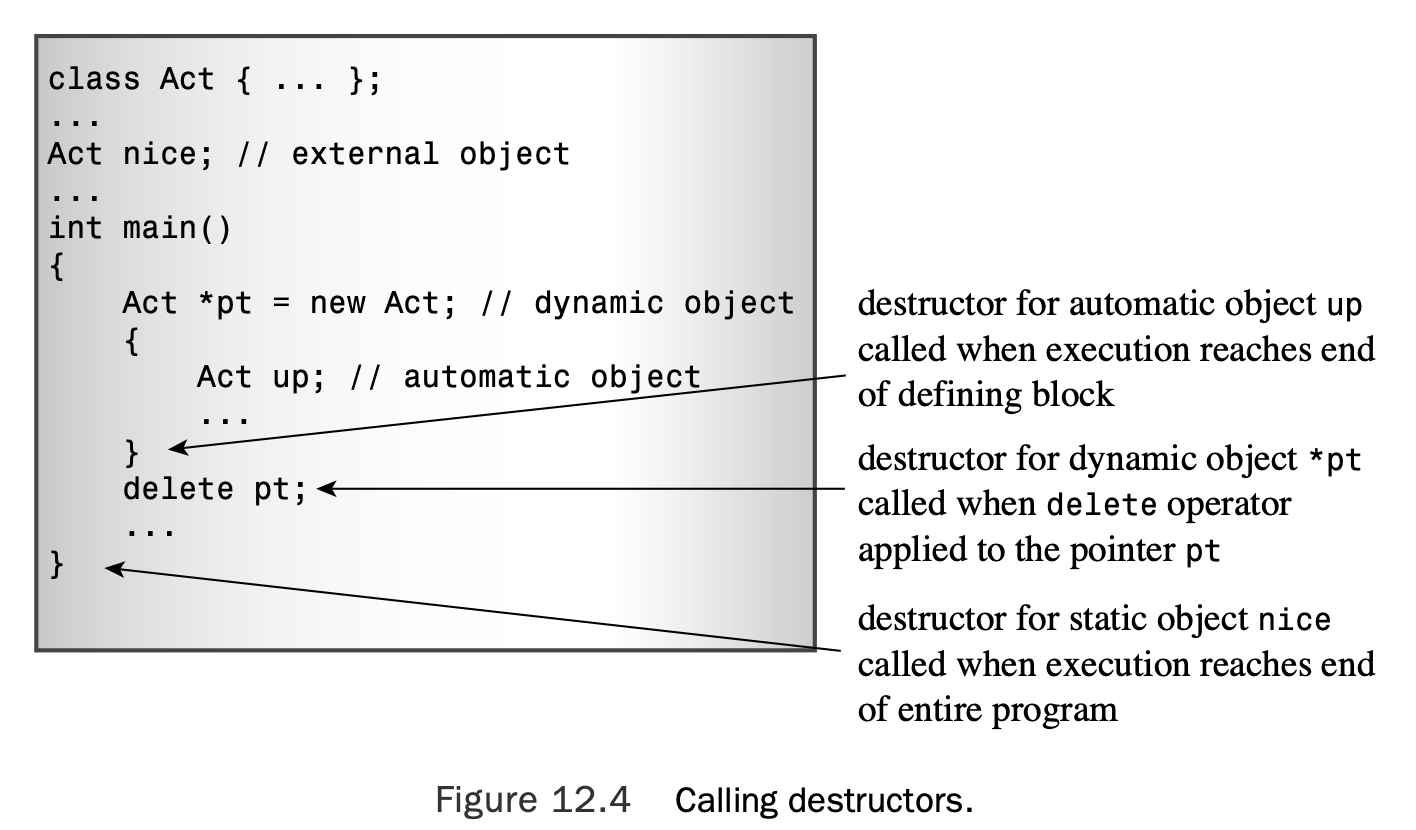 class Act { ... };
...
Act nice; // external object
...
int main()
{
    Act *pt = new Act; // dynamic object
    {
        Act up; // automatic object
        ...
    }
    delete pt;
    ...
}
destructor for automatic object up
called when execution reaches end
of defining block
destructor for dynamic object *pt
called when delete operator
applied to the pointer pt
destructor for static object nice
called when execution reaches end
of entire program
Figure 12.4 Calling destructors.